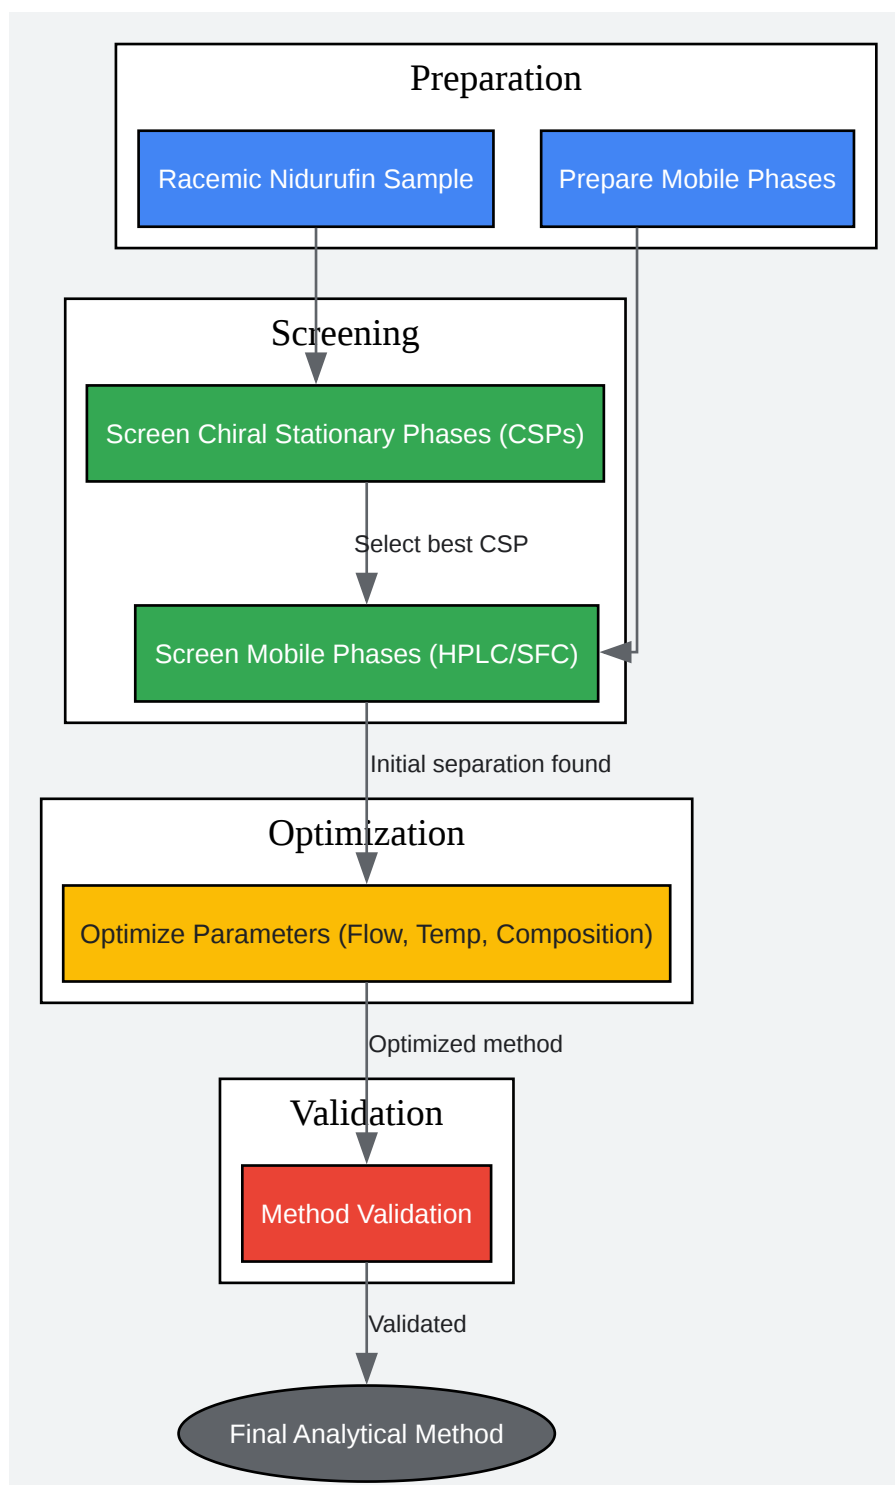 Preparation
Racemic Nidurufin Sample
Prepare Mobile Phases
Screening
Screen Chiral Stationary Phases (CSPs)
Select best CSP
Screen Mobile Phases (HPLC/SFC)
Initial separation found
Optimization
Optimize Parameters (Flow, Temp, Composition)
Optimized method
Validation
Method Validation
Validated
Final Analytical Method